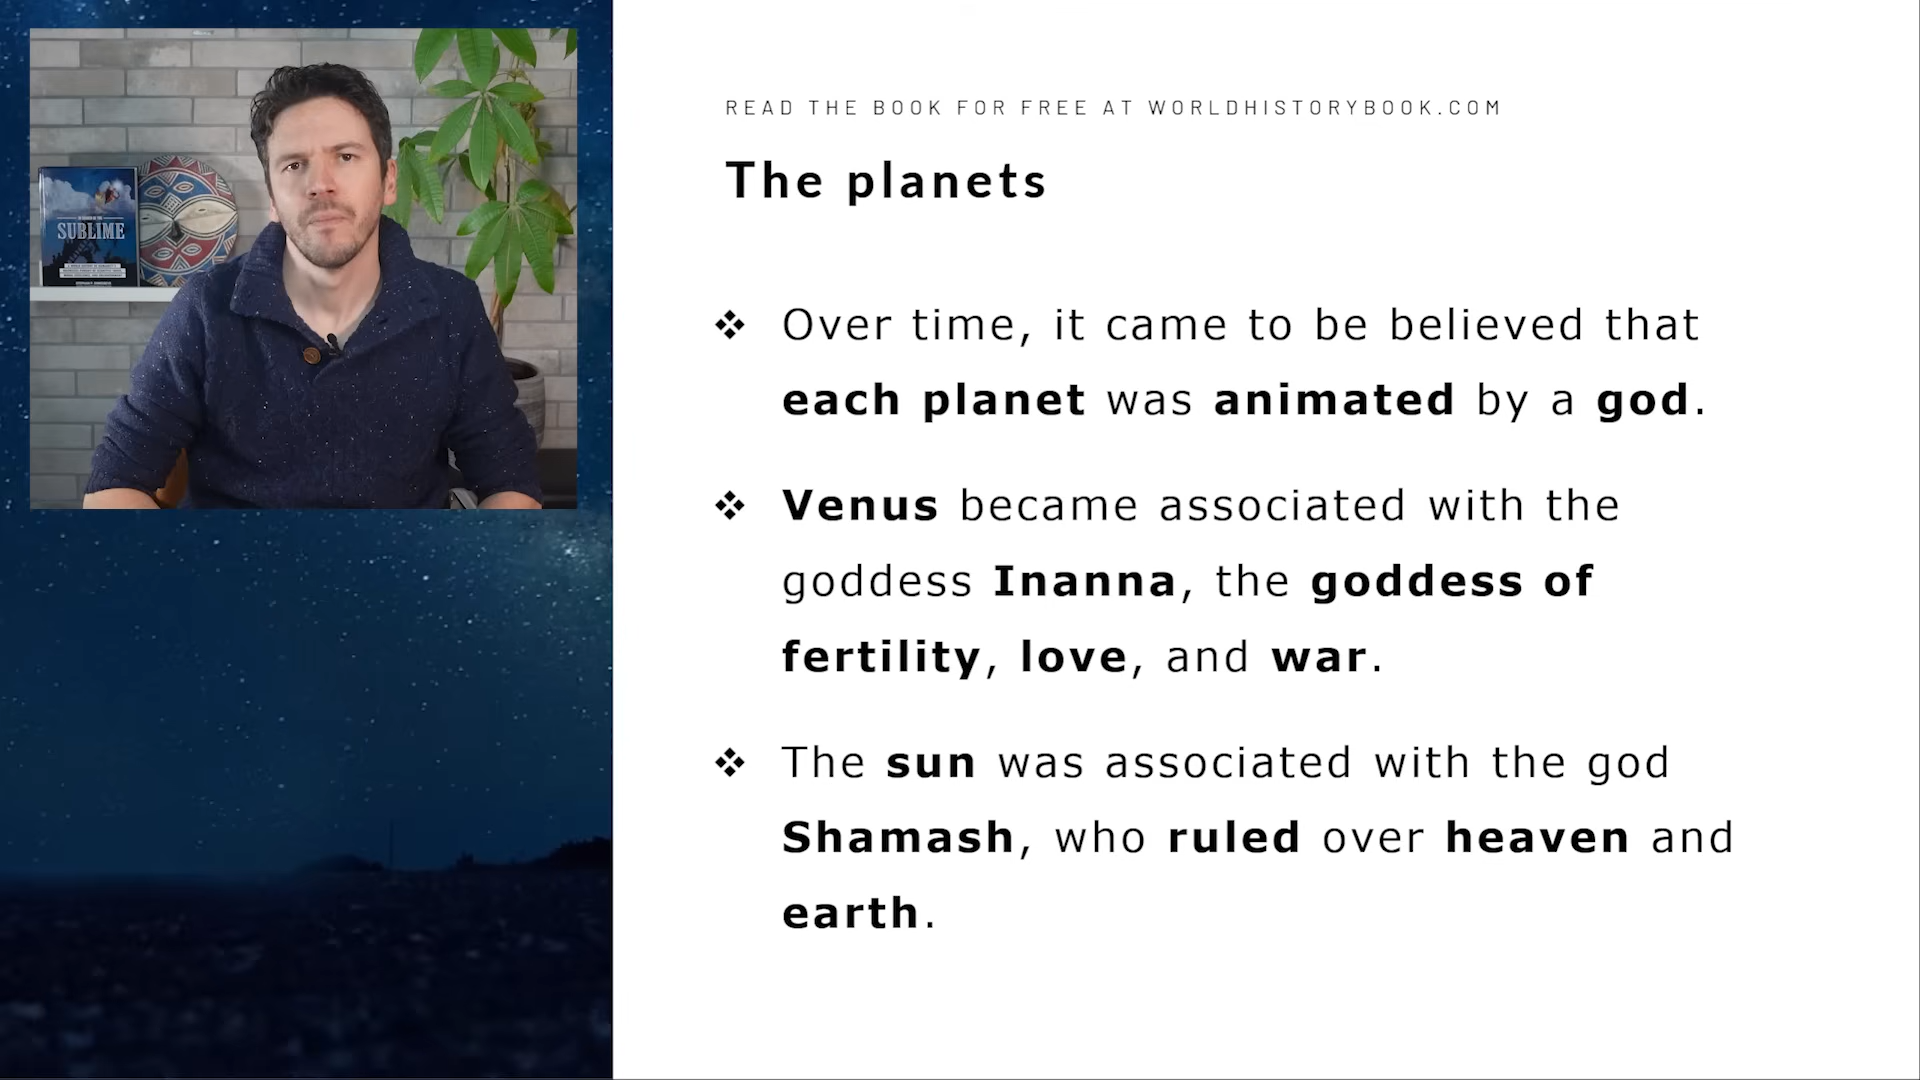 SUBLIME
READ THE BOOK FOR FREE AT WORLDHISTORYBOOK.COM
The planets
❖ Over time, it came to be believed that
each planet was animated by a god.
❖ Venus became associated with the
goddess Inanna, the goddess of
fertility, love, and war.
❖ The sun was associated with the god
Shamash, who ruled over heaven and
earth.